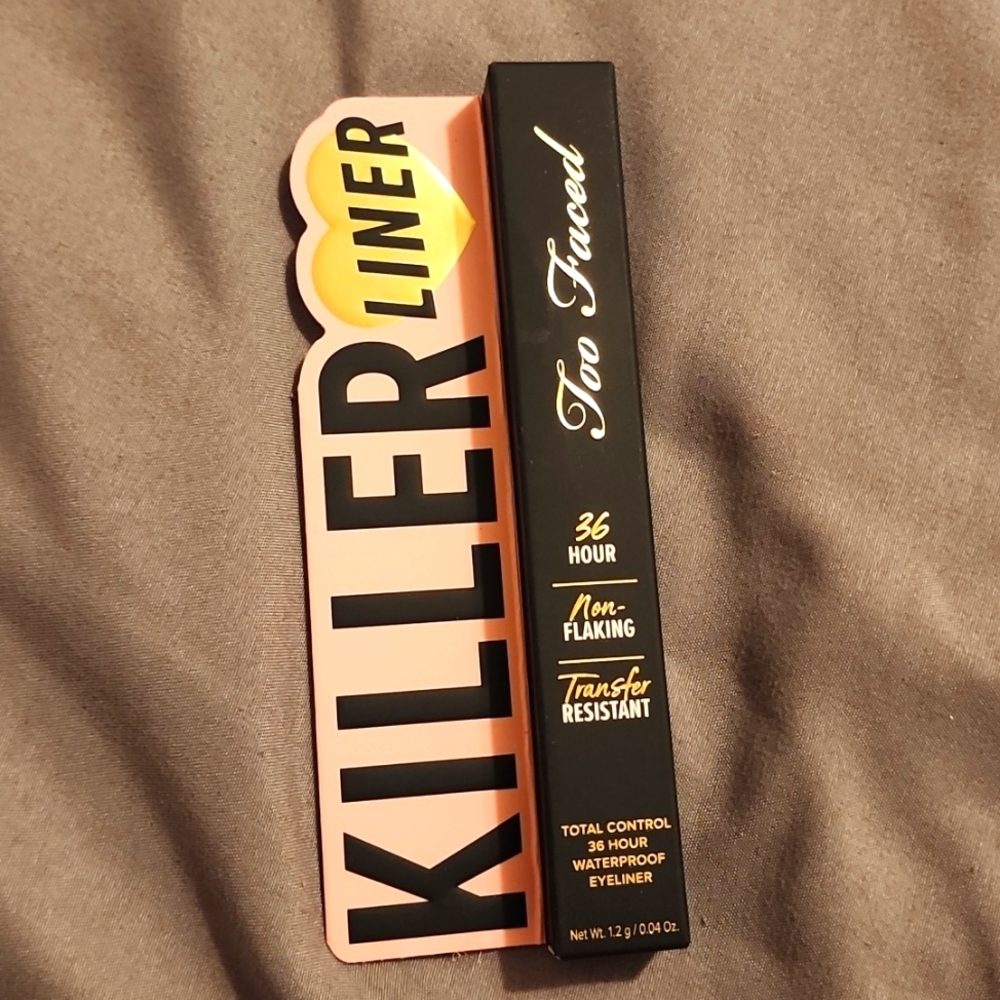 KILLER
LINER
Too Faced
36
HOUR
Non-
FLAKING
Transfer
RESISTANT
TOTAL CONTROL
36 HOUR
WATERPROOF
EYELINER
Net Wt. 1.2 g / 0.04 Oz.